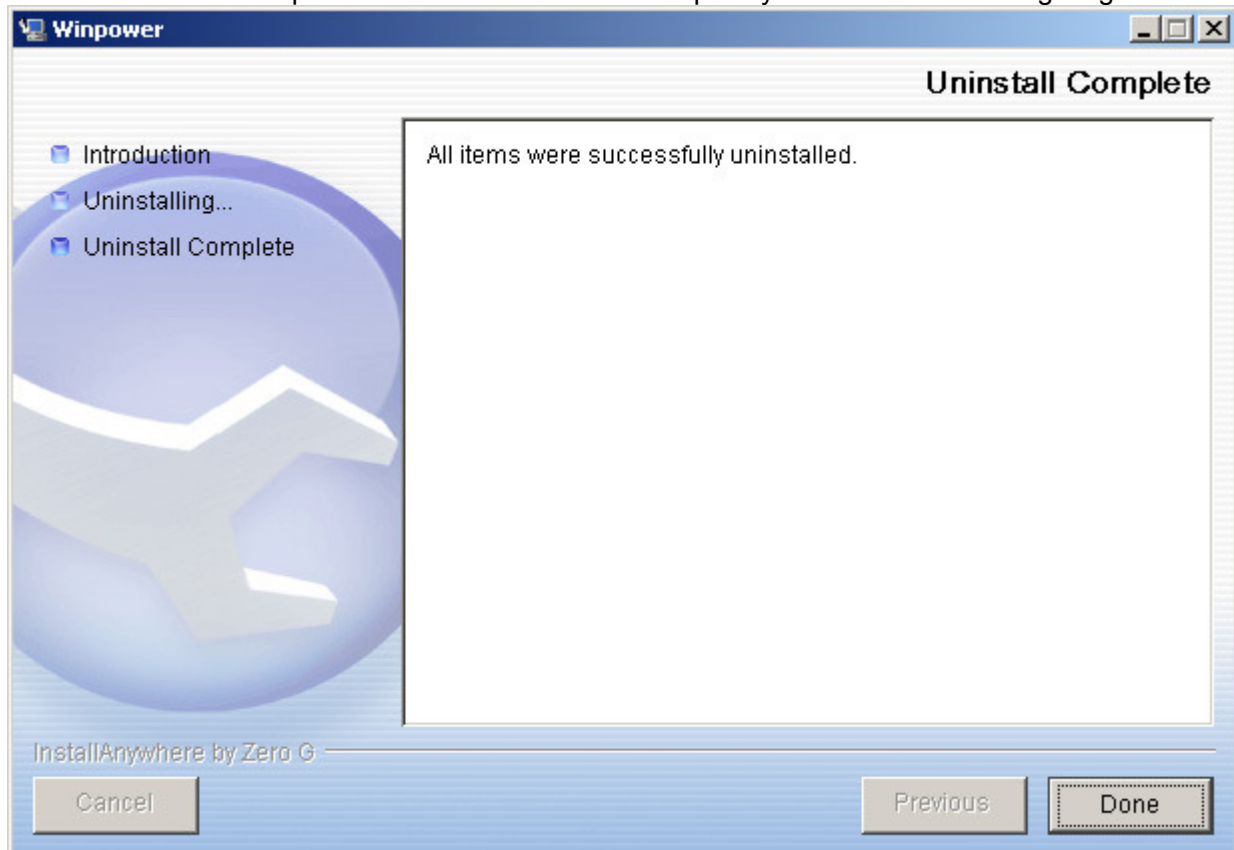 Winpower
Uninstall Complete
Introduction
Uninstalling...
Uninstall Complete
All items were successfully uninstalled.
InstallAnywhere by Zero G
Cancel
Previous
Done